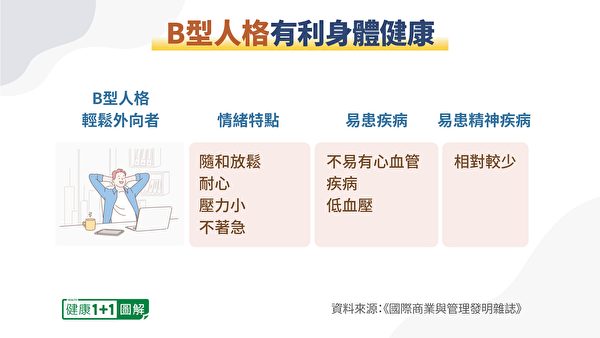 B型人格有利身體健康
B型人格
輕鬆外向者
情緒特點
易患疾病
易患精神疾病
隨和放鬆
耐心
壓力小
不著急
不易有心血管
疾病
低血壓
相對較少
健康1+1圖解
資料來源：《國際商業與管理發明雜誌》